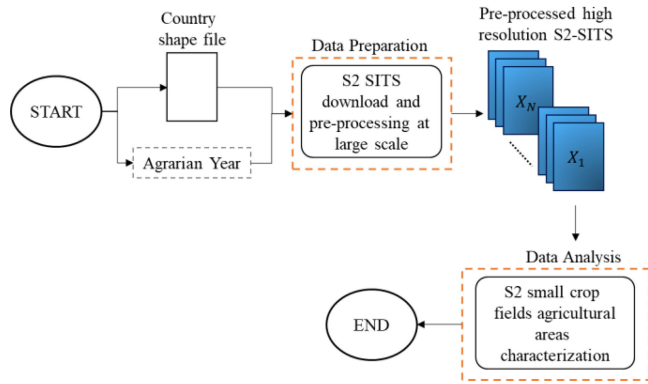 Country
shape file
START
Agrarian Year
Data Preparation
S2 SITS
download and
pre-processing at
large scale
Pre-processed high
resolution S2-SITS
X_N
X_1
Data Analysis
S2 small crop
fields agricultural
areas
characterization
END